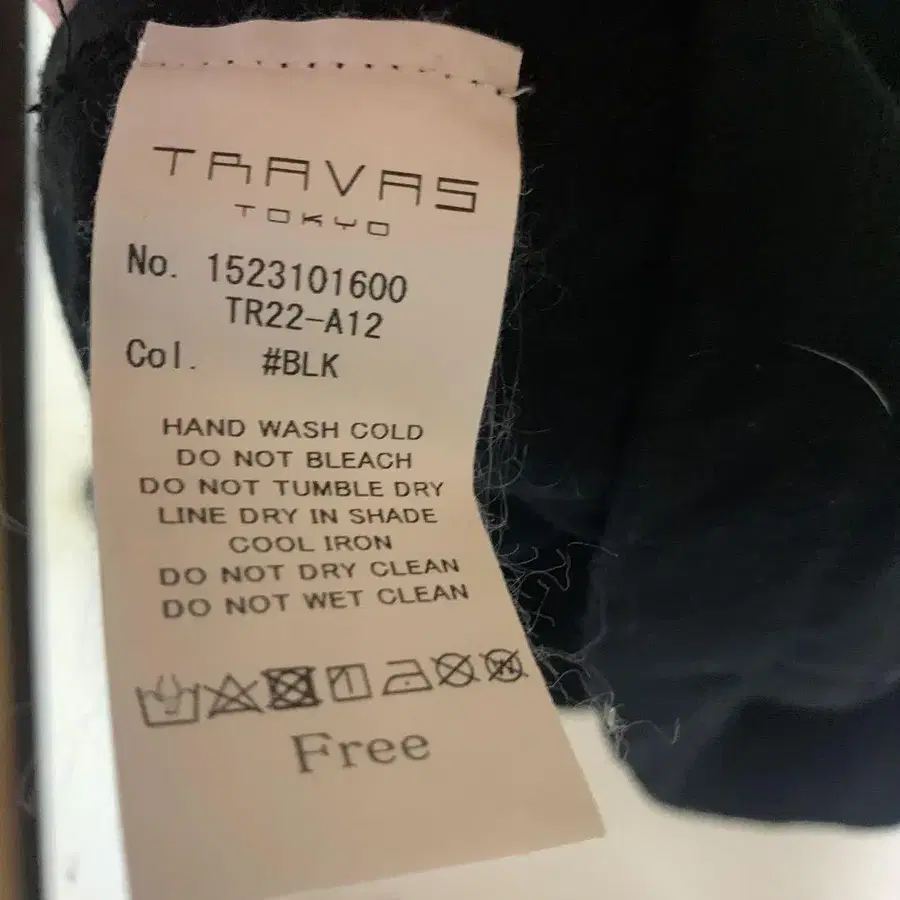 TRAVAS
TOKYO
No. 1523101600
TR22-A12
Col. #BLK
HAND WASH COLD
DO NOT BLEACH
DO NOT TUMBLE DRY
LINE DRY IN SHADE
COOL IRON
DO NOT DRY CLEAN
DO NOT WET CLEAN
Free